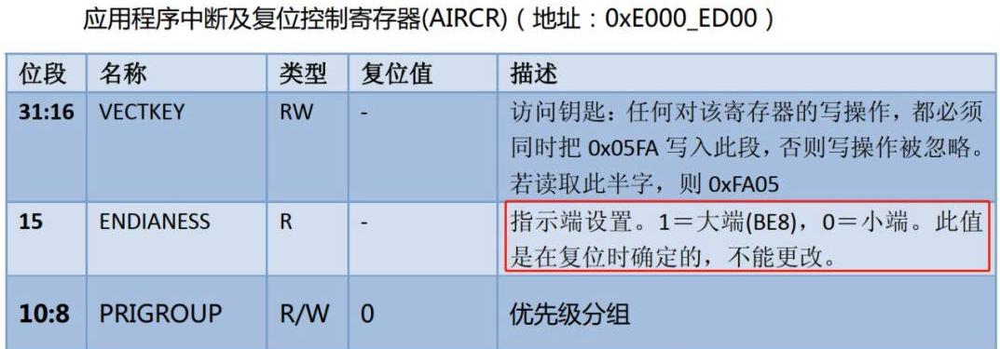 应用程序中断及复位控制寄存器(AIRCR)（地址：0xE000_ED00）
位段 名称 类型 复位值 描述
31:16 VECTKEY RW - 访问钥匙：任何对该寄存器的写操作，都必须
同时把 0x05FA 写入此段，否则写操作被忽略。
若读取此半字，则 0xFA05
15 ENDIANESS R - 指示端设置。1＝大端(BE8)，0＝小端。此值
是在复位时确定的，不能更改。
10:8 PRIGROUP R/W 0 优先级分组